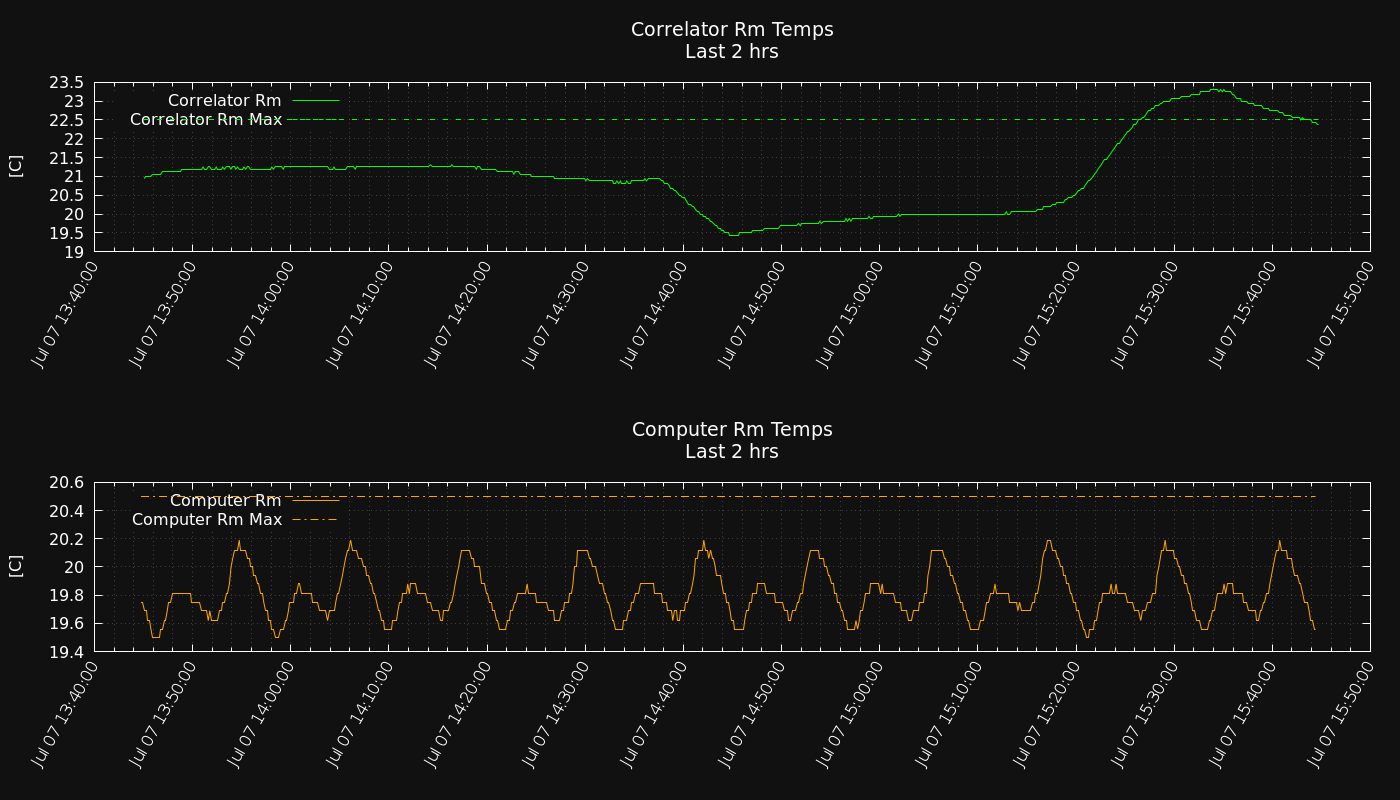 Correlator Rm Temps
Last 2 hrs
[C]
23.5
23
22.5
22
21.5
21
20.5
20
19.5
19
Correlator Rm
Correlator Rm Max
Jul 07 13:40:00
Jul 07 13:50:00
Jul 07 14:00:00
Jul 07 14:10:00
Jul 07 14:20:00
Jul 07 14:30:00
Jul 07 14:40:00
Jul 07 14:50:00
Jul 07 15:00:00
Jul 07 15:10:00
Jul 07 15:20:00
Jul 07 15:30:00
Jul 07 15:40:00
Jul 07 15:50:00
Computer Rm Temps
Last 2 hrs
[C]
20.6
20.4
20.2
20
19.8
19.6
19.4
Computer Rm
Computer Rm Max
Jul 07 13:40:00
Jul 07 13:50:00
Jul 07 14:00:00
Jul 07 14:10:00
Jul 07 14:20:00
Jul 07 14:30:00
Jul 07 14:40:00
Jul 07 14:50:00
Jul 07 15:00:00
Jul 07 15:10:00
Jul 07 15:20:00
Jul 07 15:30:00
Jul 07 15:40:00
Jul 07 15:50:00